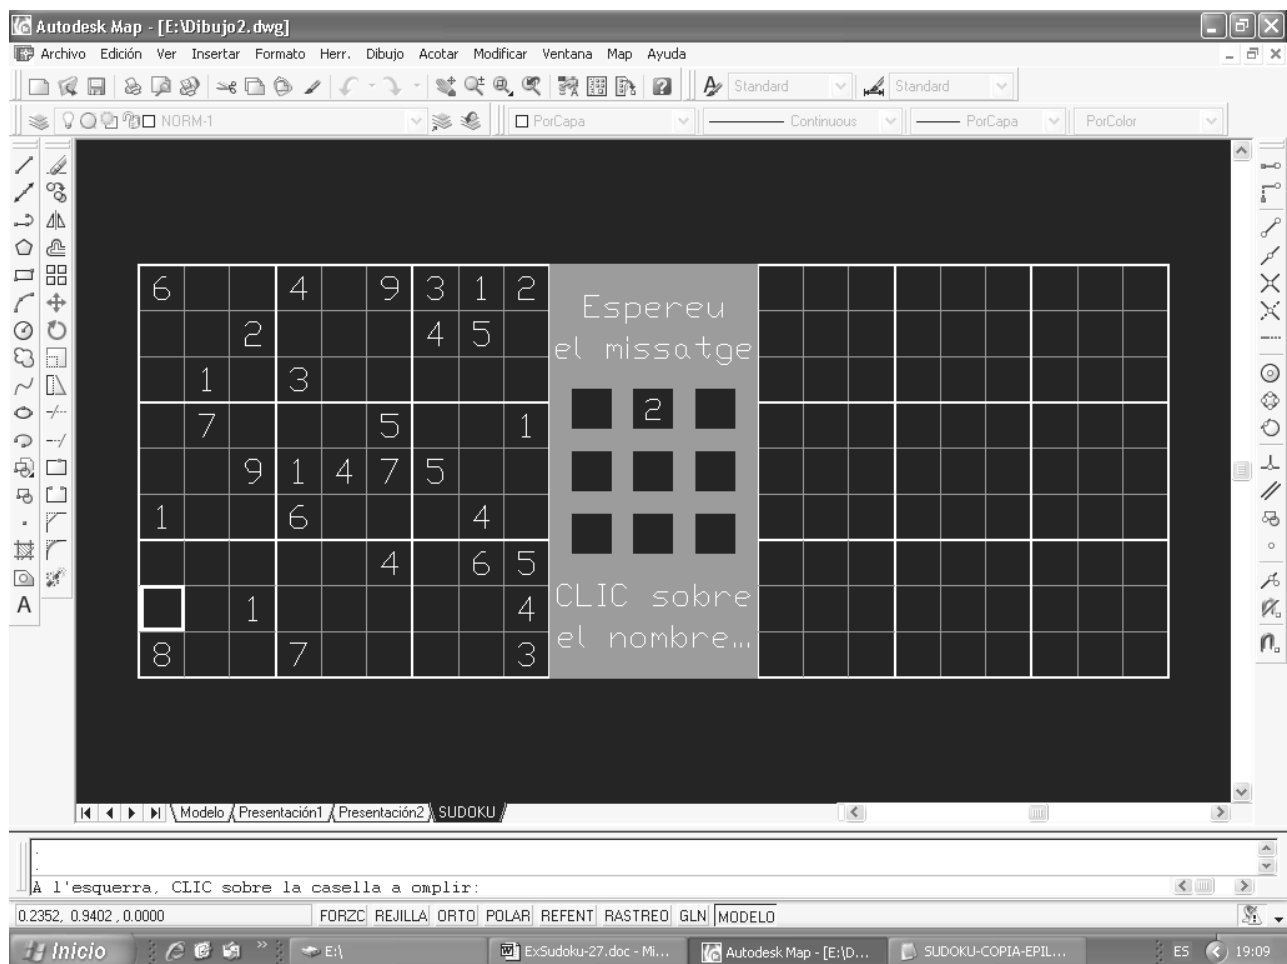 Autodesk Map - [E:\Dibujo2.dwg]
Archivo Edición Ver Insertar Formato Herr. Dibujo Acotar Modificar Ventana Map Ayuda
Standard Standard
NORM-1 PorCapa Continuous PorCapa PorColor
6 4 9 3 1 2
2 4 5
1 3
7 5 1
9 1 4 7 5
1 6 4
4 6 5
1 4
8 7 3
Espereu
el missatge
2
CLIC sobre
el nombre...
Modelo Presentación1 Presentación2 SUDOKU
A l'esquerra, CLIC sobre la casella a omplir:
0.2352, 0.9402 , 0.0000 FORZC REJILLA ORTO POLAR REFENT RASTREO GLN MODELO
Inicio » E:\ ExSudoku-27.doc - Mi... Autodesk Map - [E:\D... SUDOKU-COPIA-EPIL... ES 19:09